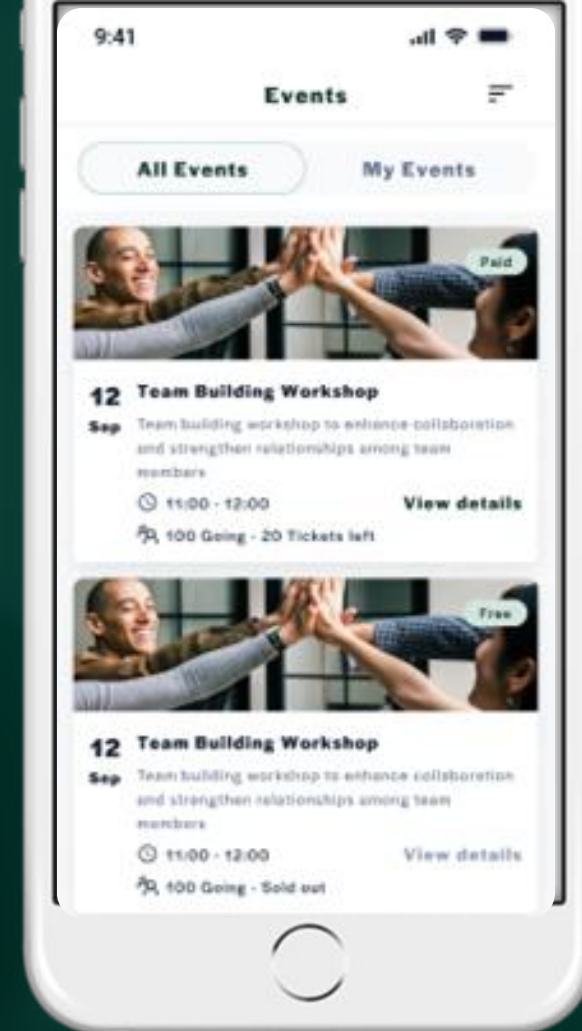 9:41
Events
All Events My Events
Paid
12 Team Building Workshop
Sep Team building workshop to enhance collaboration
and strengthen relationships among team
members
11:00 - 12:00 View details
100 Going - 20 Tickets left
Free
12 Team Building Workshop
Sep Team building workshop to enhance collaboration
and strengthen relationships among team
members
11:00 - 12:00 View details
100 Going - Sold out